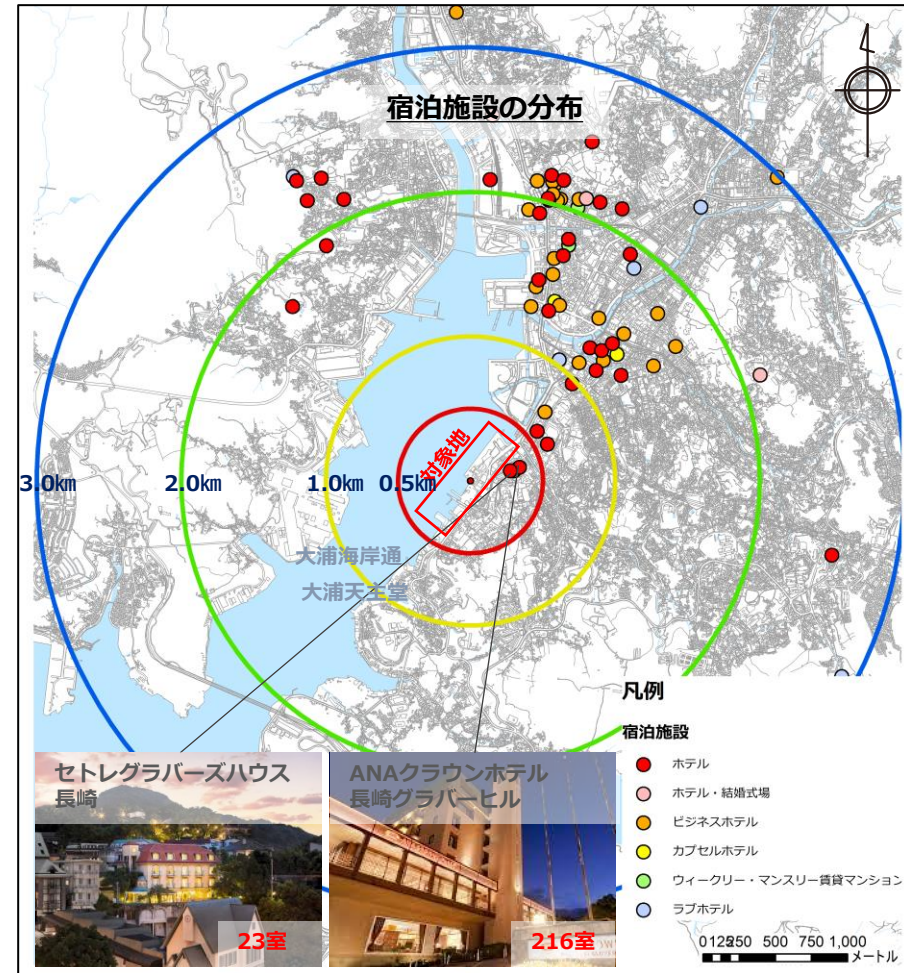 宿泊施設の分布
対象地
3.0km
2.0km
1.0km
0.5km
大浦海岸通
大浦天主堂
セトレグラバーズハウス
長崎
23室
ANAクラウンホテル
長崎グラバーヒル
216室
凡例
宿泊施設
ホテル
ホテル・結婚式場
ビジネスホテル
カプセルホテル
ウィークリー・マンスリー賃貸マンション
ラブホテル
0 125 250 500 750 1,000
メートル